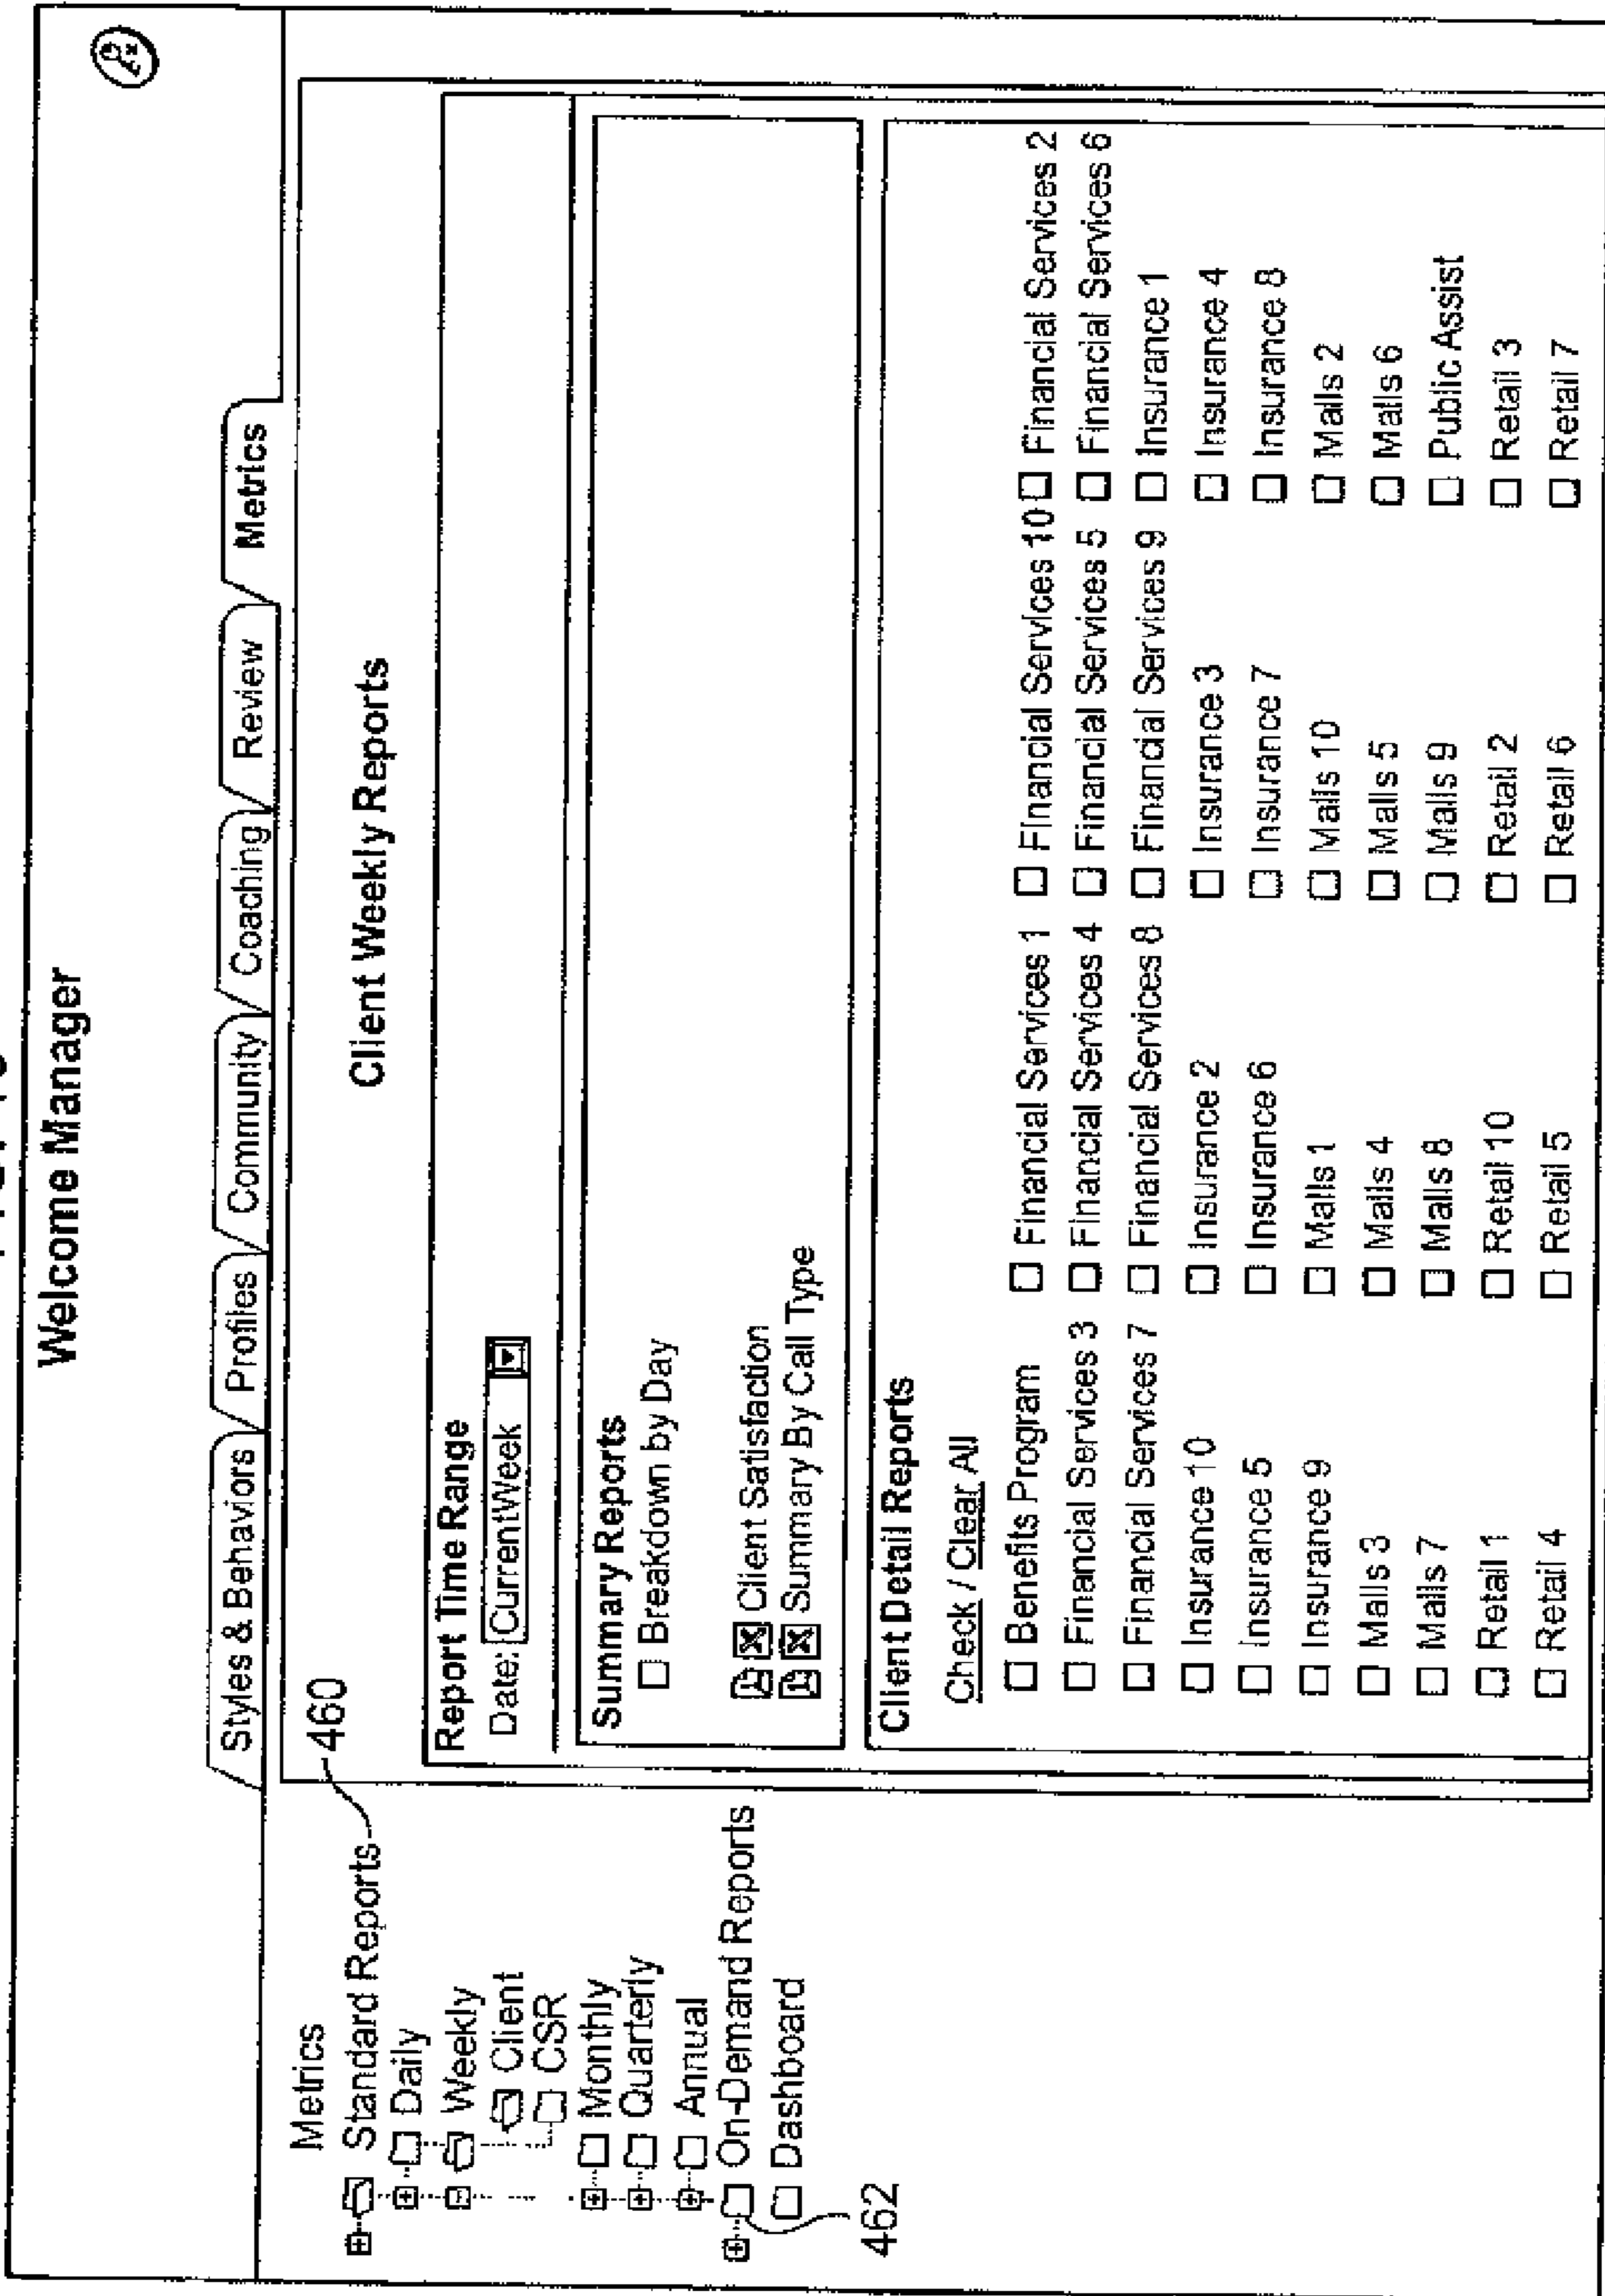 Welcome Manager
Styles & Behaviors Profiles Community Coaching Review Metrics
Metrics
Standard Reports
460
Daily
Weekly
Client
CSR
Monthly
Quarterly
Annual
On-Demand Reports
Dashboard
462
Client Weekly Reports
Report Time Range
Date: CurrentWeek
Summary Reports
Breakdown by Day
Client Satisfaction
Summary By Call Type
Client Detail Reports
Check / Clear All
Benefits Program Financial Services 1 Financial Services 10 Financial Services 2
Financial Services 3 Financial Services 4 Financial Services 5 Financial Services 6
Financial Services 7 Financial Services 8 Financial Services 9 Insurance 1
Insurance 10 Insurance 2 Insurance 3 Insurance 4
Insurance 5 Insurance 6 Insurance 7 Insurance 8
Insurance 9 Malls 1 Malls 10 Malls 2
Malls 3 Malls 4 Malls 5 Malls 6
Malls 7 Malls 8 Malls 9 Public Assist
Retail 1 Retail 10 Retail 2 Retail 3
Retail 4 Retail 5 Retail 6 Retail 7